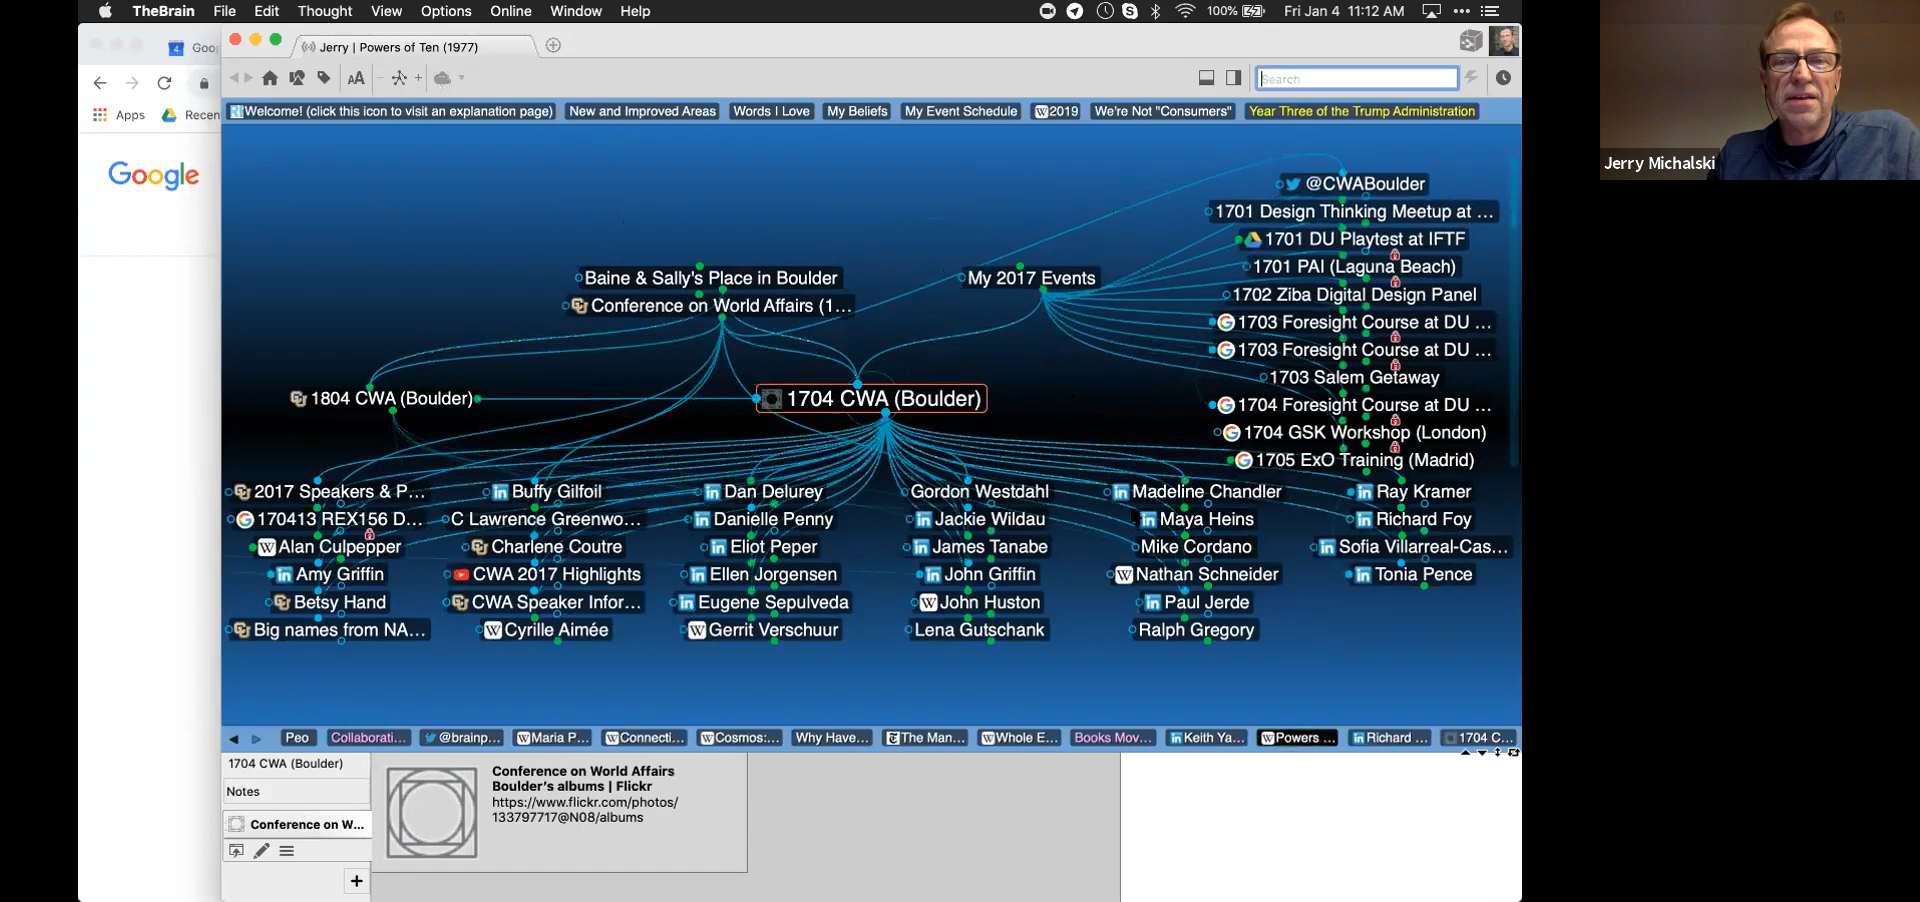 TheBrain File Edit Thought View Options Online Window Help
100% Fri Jan 4 11:12 AM
Jerry | Powers of Ten (1977)
Apps
Search
Welcome! (click this icon to visit an explanation page)
New and Improved Areas
Words I Love
My Beliefs
My Event Schedule
2019
We're Not "Consumers"
Year Three of the Trump Administration
Google
Jerry Michalski
@CWABoulder
1701 Design Thinking Meetup at ...
1701 DU Playtest at IFTF
1701 PAI (Laguna Beach)
1702 Ziba Digital Design Panel
1703 Foresight Course at DU ...
1703 Foresight Course at DU ...
1703 Salem Getaway
1704 Foresight Course at DU ...
1704 GSK Workshop (London)
1705 ExO Training (Madrid)
Baine & Sally's Place in Boulder
Conference on World Affairs (1...
My 2017 Events
1804 CWA (Boulder)
1704 CWA (Boulder)
2017 Speakers & P...
170413 REX156 D...
Alan Culpepper
Amy Griffin
Betsy Hand
Big names from NA...
Buffy Gilfoil
C Lawrence Greenwo...
Charlene Coutre
CWA 2017 Highlights
CWA Speaker Infor...
Cyrille Aimée
Dan Delurey
Danielle Penny
Eliot Peper
Ellen Jorgensen
Eugene Sepulveda
Gerrit Verschuur
Gordon Westdahl
Jackie Wildau
James Tanabe
John Griffin
John Huston
Lena Gutschank
Madeline Chandler
Maya Heins
Mike Cordano
Nathan Schneider
Paul Jerde
Ralph Gregory
Ray Kramer
Richard Foy
Sofia Villarreal-Cas...
Tonia Pence
Peo
Collaborati...
@brainp...
Maria P...
Connecti...
Cosmos:...
Why Have...
The Man...
Whole E...
Books Mov...
Keith Ya...
Powers ...
Richard ...
1704 C...
1704 CWA (Boulder)
Notes
Conference on W...
Conference on World Affairs
Boulder's albums | Flickr
https://www.flickr.com/photos/
133797717@N08/albums